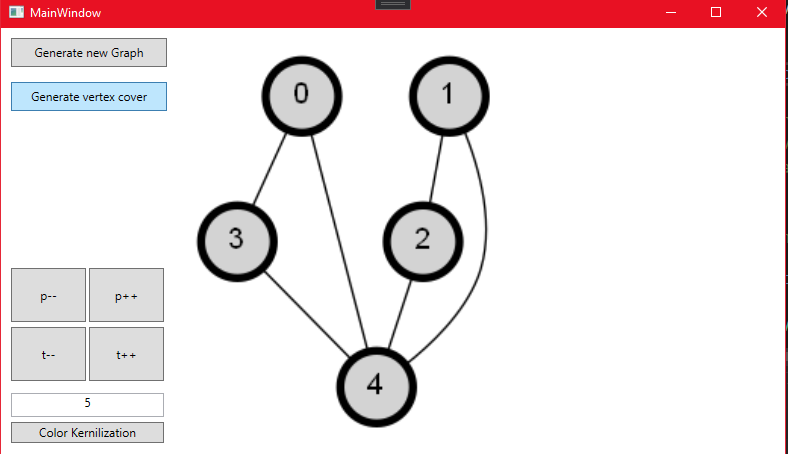 MainWindow
Generate new Graph
Generate vertex cover
0
1
3
2
4
p--
p++
t--
t++
5
Color Kernilization